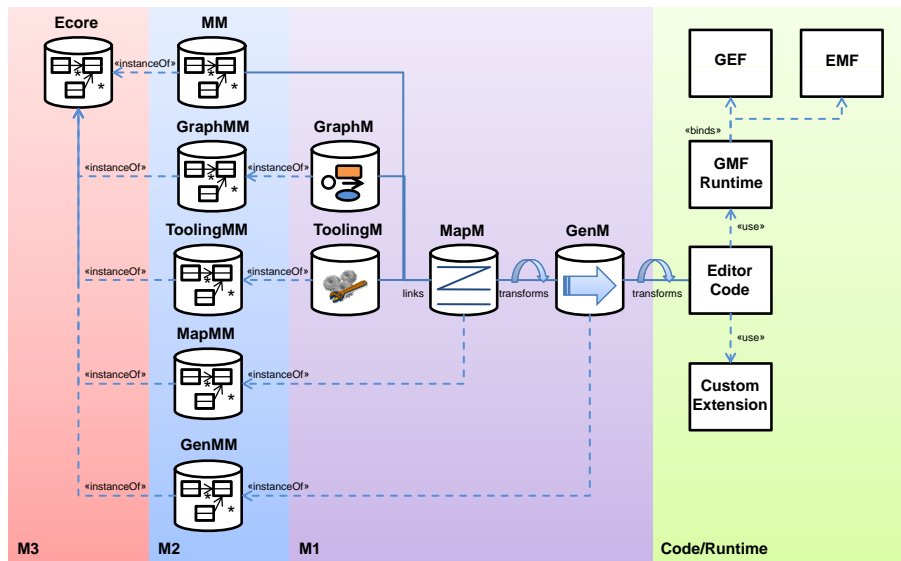 Ecore
MM
«instanceOf»
*
*
*
*
GEF
EMF
«binds»
GraphMM
GraphM
«instanceOf»
*
*
«instanceOf»
GMF
Runtime
«use»
ToolingMM
ToolingM
MapM
GenM
«instanceOf»
*
*
«instanceOf»
links
transforms
transforms
Editor
Code
«use»
MapMM
«instanceOf»
*
*
«instanceOf»
Custom
Extension
GenMM
«instanceOf»
*
*
«instanceOf»
M3
M2
M1
Code/Runtime